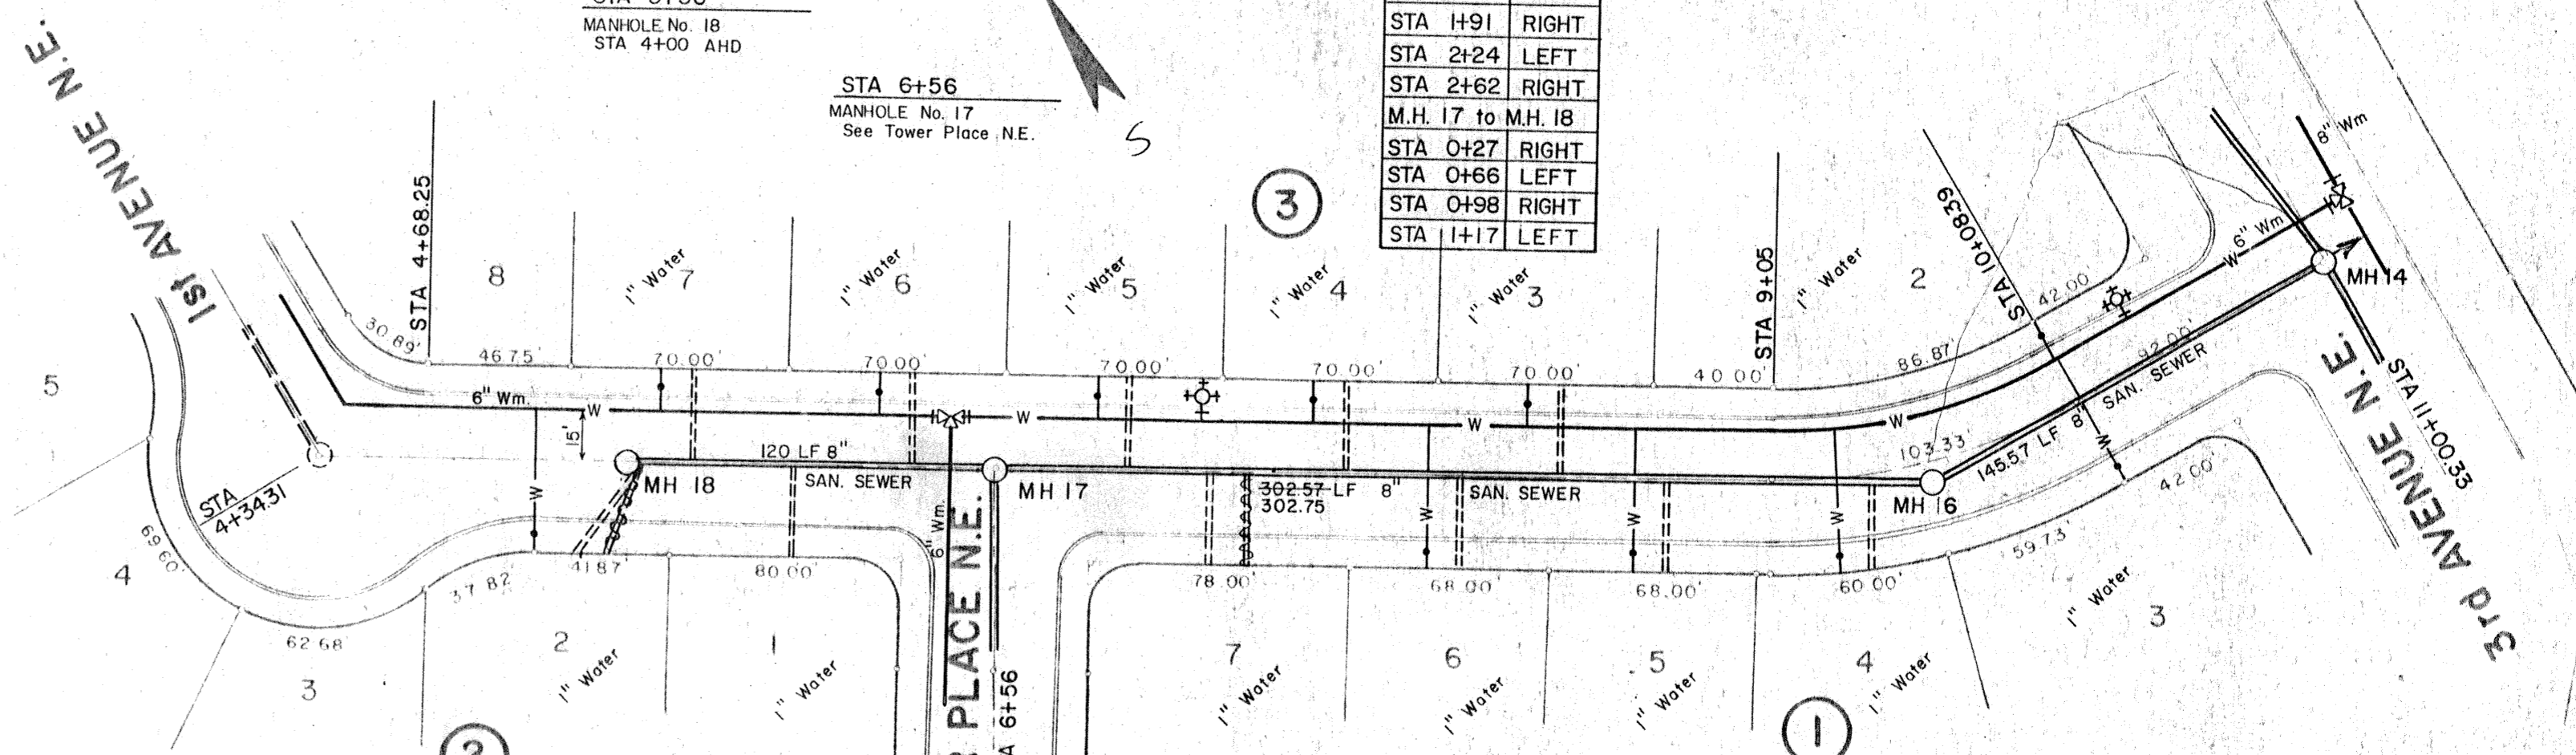 MANHOLE No. 18
STA 4+00 AHD
STA 6+56
MANHOLE No. 17
See Tower Place N.E.
S
STA 1+91 RIGHT
STA 2+24 LEFT
STA 2+62 RIGHT
M.H. 17 to M.H. 18
STA 0+27 RIGHT
STA 0+66 LEFT
STA 0+98 RIGHT
STA 1+17 LEFT
3
1st AVENUE N.E.
STA 4+68.25
8
1" Water
7
1" Water
6
1" Water
5
1" Water
4
1" Water
3
STA 9+05
1" Water
2
STA 10+08.39
42.00
6" Wm
W
8" Wm
MH 14
30.89'
46.75'
70.00'
70.00'
70.00'
70.00'
70.00'
40.00'
86.87'
92.00'
SAN. SEWER
6" Wm.
W
W
W
W
W
15'
103.33'
145.57 LF 8"
STA 11+00.33
3rd AVENUE N.E.
5
STA
4+34.31
W
MH 18
120 LF 8"
SAN. SEWER
MH 17
302.57 LF 8"
302.75
SAN. SEWER
W
W
W
MH 16
42.00'
59.73'
69.60'
4
62.68
37.82
41.87
80.00'
78.00'
68.00'
68.00'
60.00'
6" Wm.
PLACE N.E.
6+56
3
2
1" Water
1
1" Water
7
1" Water
6
1" Water
5
1" Water
4
1" Water
3
1" Water
1